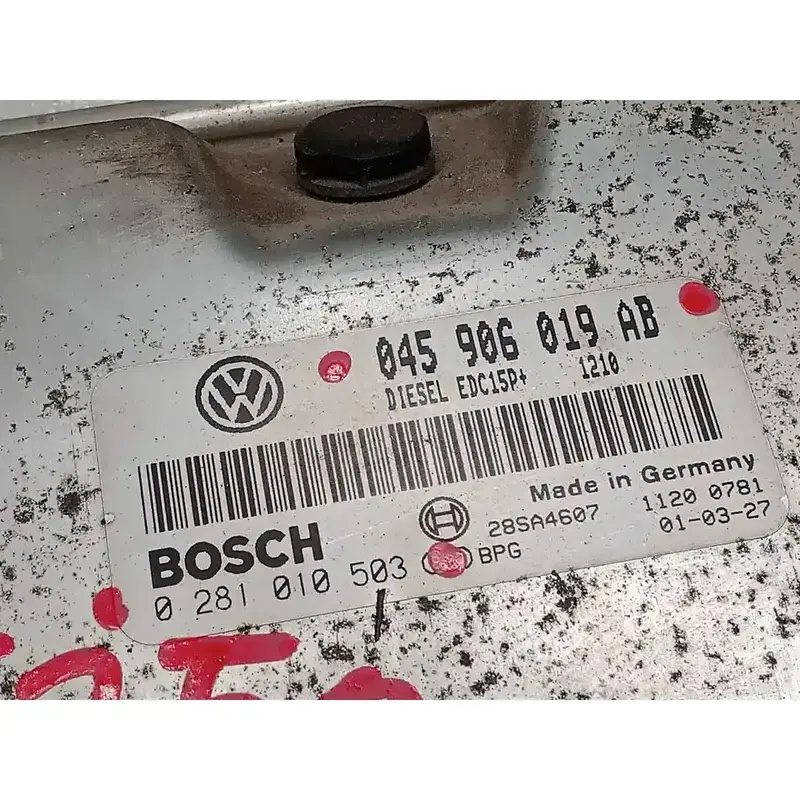 045 906 019 AB
DIESEL EDC15P+ 1210
Made in Germany
BOSCH
28SA4607
1120 0781
0 281 010 503
BPG
01-03-27